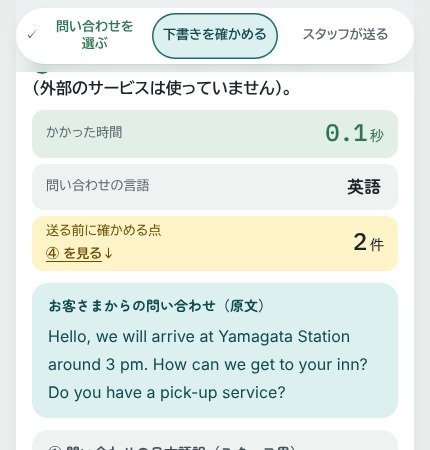 ✓ 問い合わせを
選ぶ
下書きを確かめる
スタッフが送る
（外部のサービスは使っていません）。
かかった時間
0.1秒
問い合わせの言語
英語
送る前に確かめる点
④ を見る↓
2件
お客さまからの問い合わせ（原文）
Hello, we will arrive at Yamagata Station
around 3 pm. How can we get to your inn?
Do you have a pick-up service?